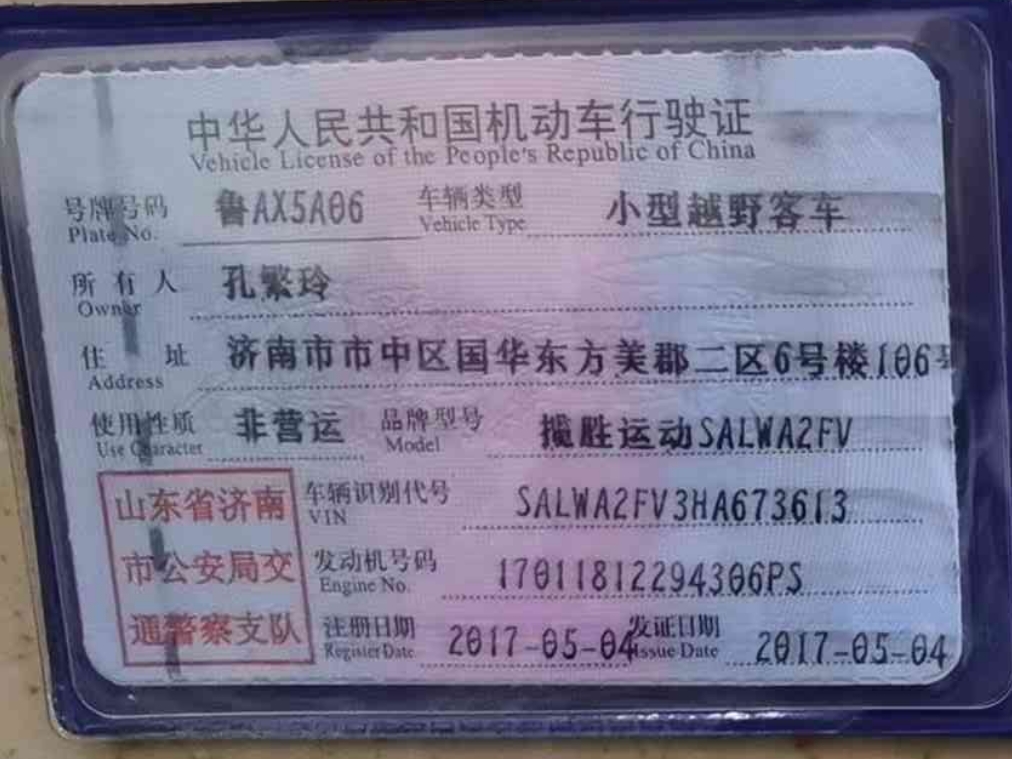 中华人民共和国机动车行驶证
Vehicle License of the People's Republic of China
号牌号码 鲁AX5A06 车辆类型 小型越野客车
Plate No. Vehicle Type
所有人 孔繁玲
Owner
住址 济南市市中区国华东方美郡二区6号楼106号
Address
使用性质 非营运 品牌型号 揽胜运动SALWA2FV
Use Character Model
山东省济南 车辆识别代号 SALWA2FV3HA673613
VIN
市公安局交 发动机号码 17011812294306PS
Engine No.
通警察支队 注册日期 2017-05-04 发证日期 2017-05-04
Register Date Issue Date